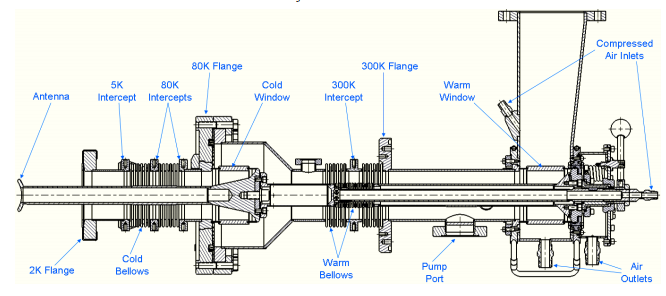 Compressed
Air Inlets
300K Flange
80K Flange
5K
Intercept
80K
Intercepts
Cold
Window
300K
Intercept
Warm
Window
Antenna
2K Flange
Cold
Bellows
Warm
Bellows
Pump
Port
Air
Outlets